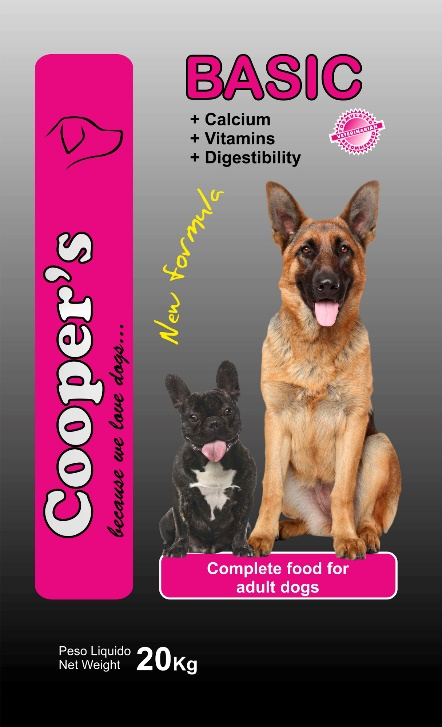 BASIC
+ Calcium
+ Vitamins
+ Digestibility
VETERINARIAN
New formula
Cooper's
because we love dogs...
Complete food for
adult dogs
Peso Liquido
Net Weight
20Kg